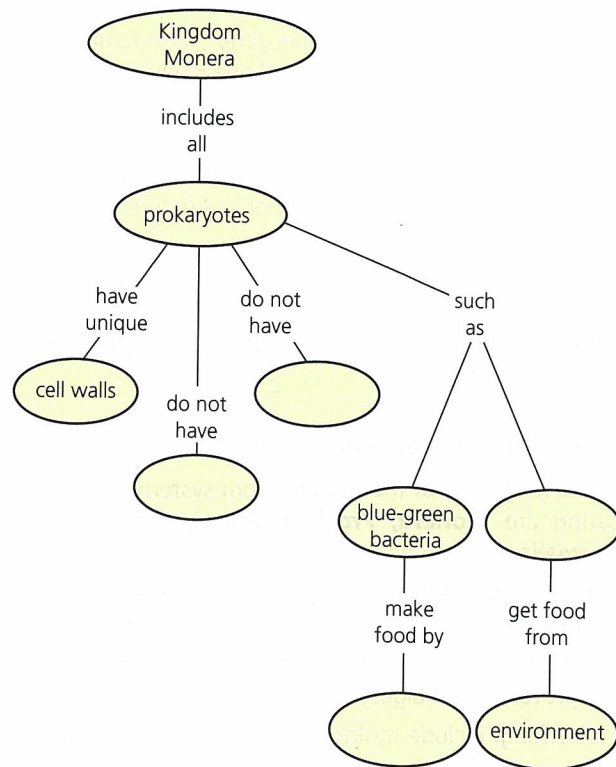 Kingdom
Monera
includes
all
prokaryotes
have
unique
do not
have
such
as
cell walls
do not
have
blue-green
bacteria
make
food by
get food
from
environment